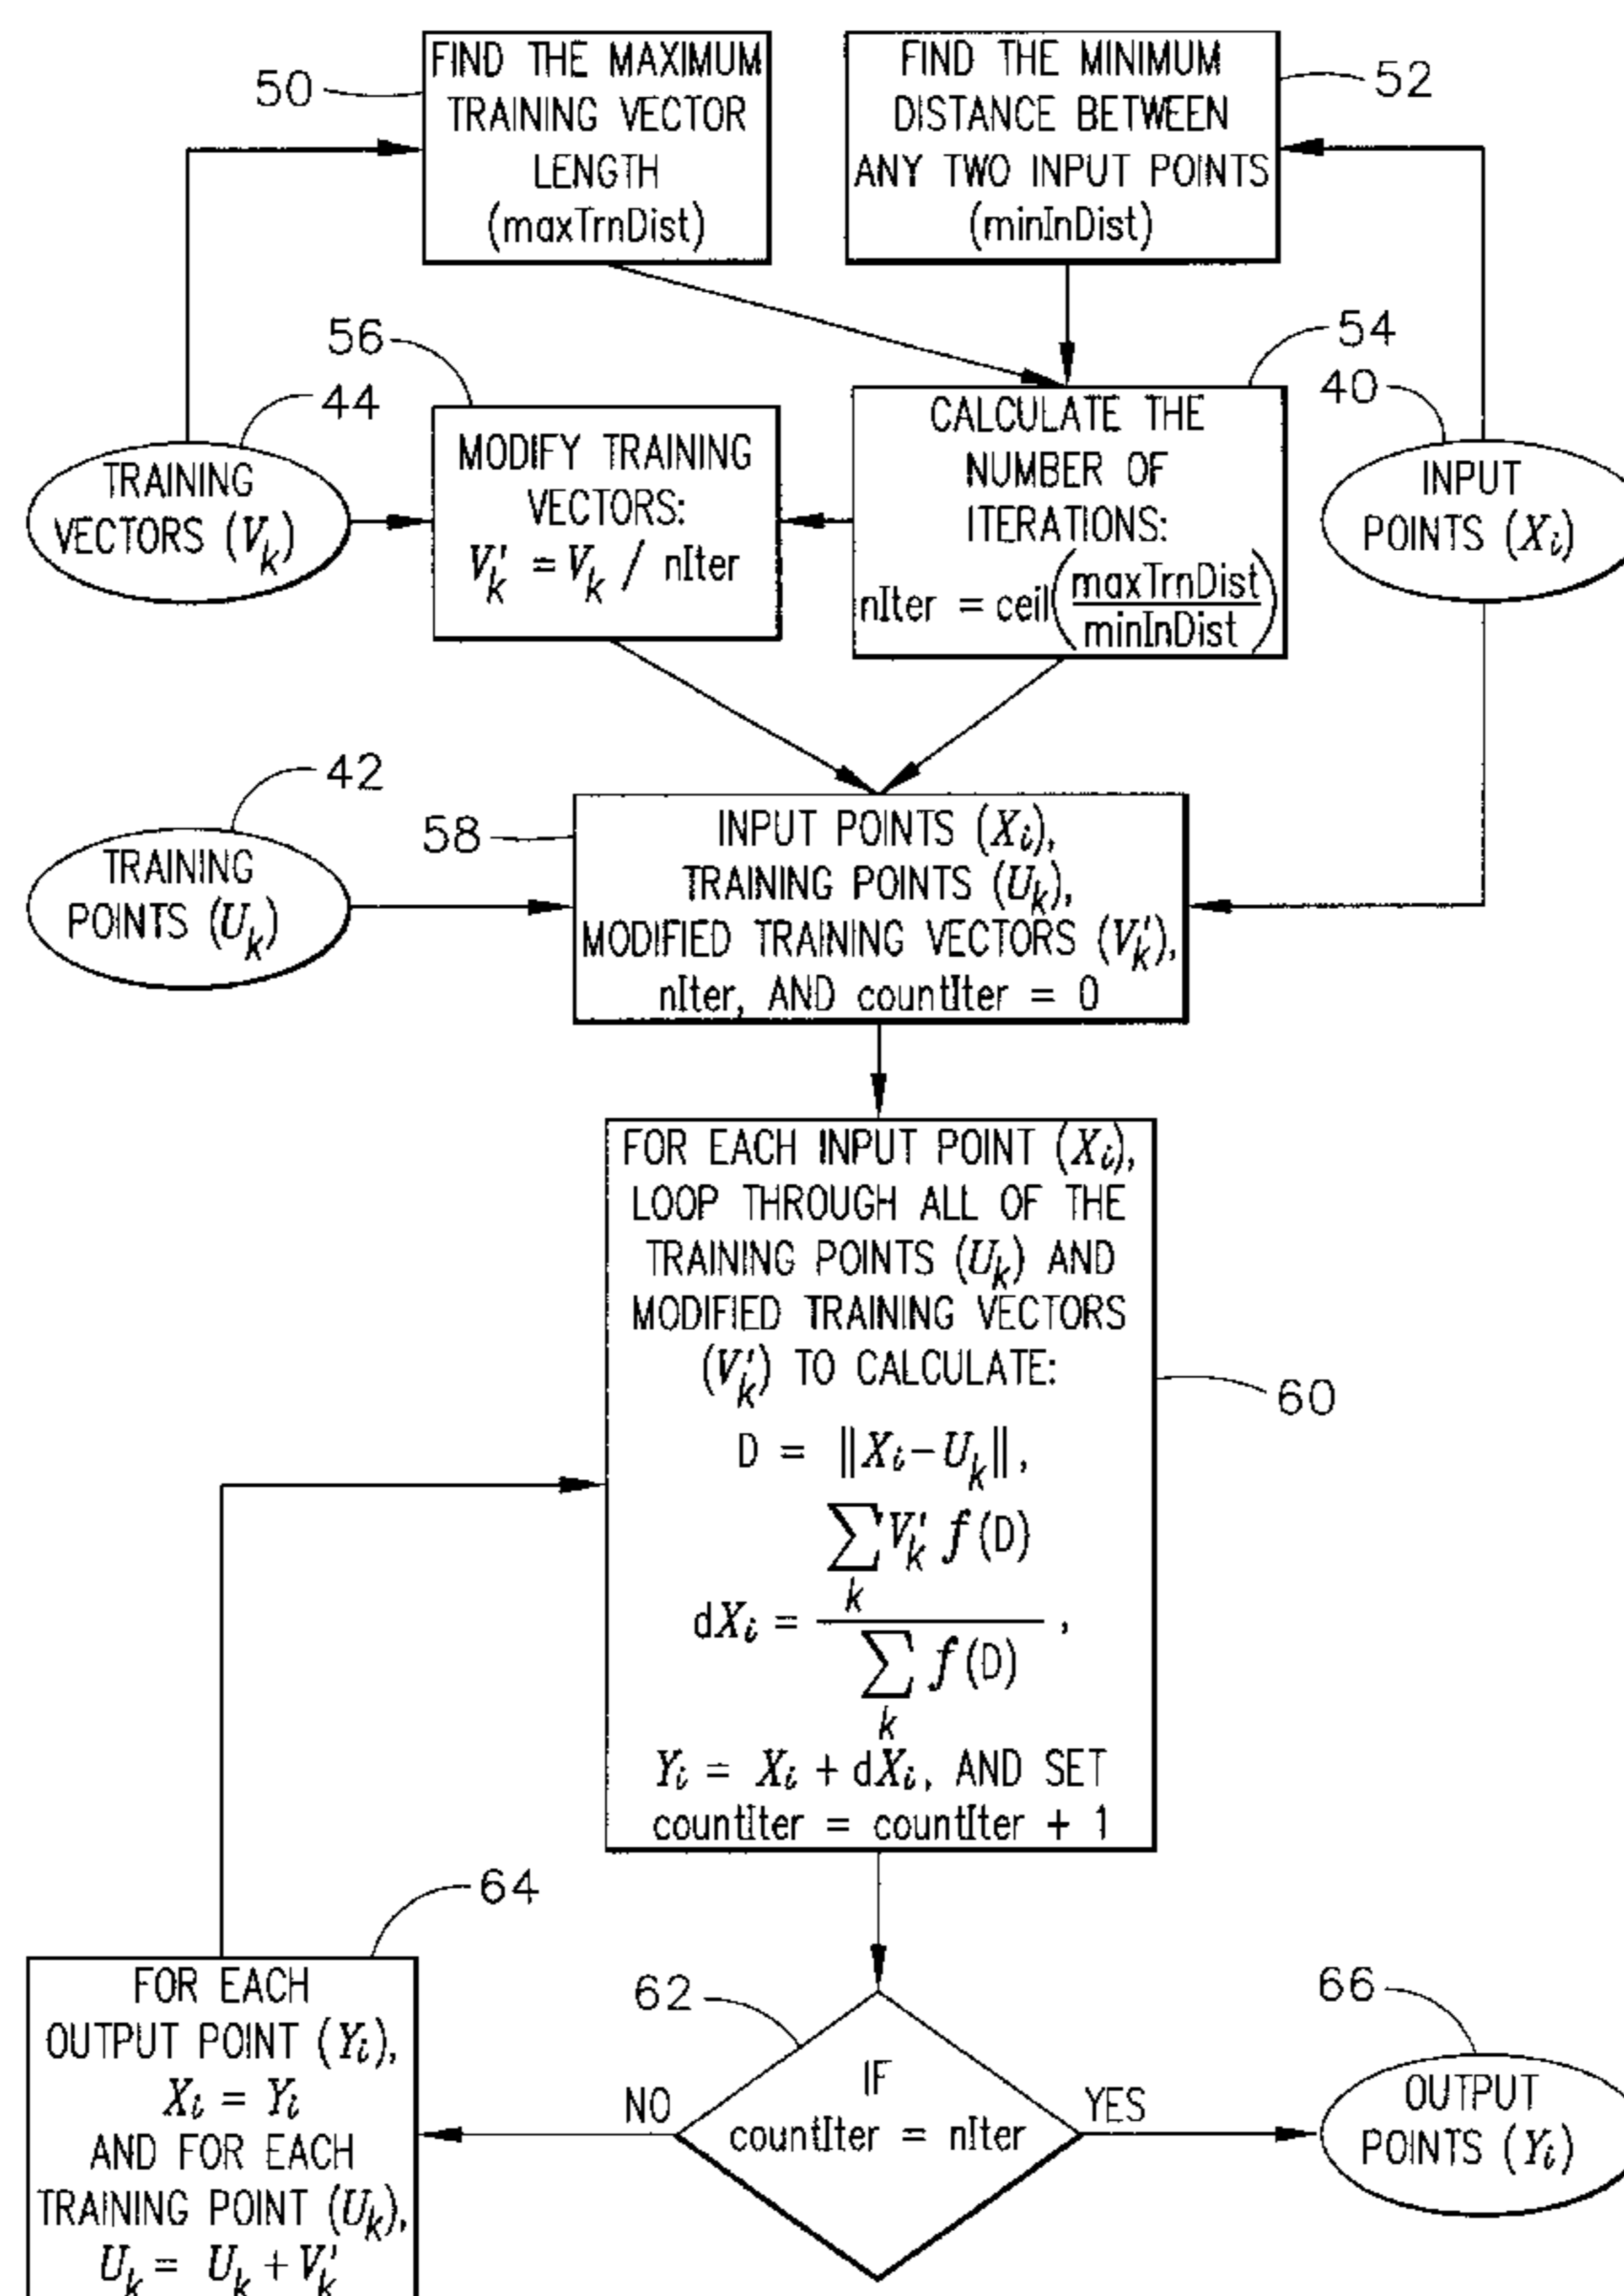 50
FIND THE MAXIMUM
TRAINING VECTOR
LENGTH
(maxTrnDist)
FIND THE MINIMUM
DISTANCE BETWEEN
ANY TWO INPUT POINTS
(minInDist)
52
56
44
TRAINING
VECTORS (V_k)
MODIFY TRAINING
VECTORS:
V'_k = V_k / nIter
54
CALCULATE THE
NUMBER OF
ITERATIONS:
nIter = ceil(maxTrnDist/minInDist)
40
INPUT
POINTS (X_i)
42
TRAINING
POINTS (U_k)
58
INPUT POINTS (X_i),
TRAINING POINTS (U_k),
MODIFIED TRAINING VECTORS (V'_k),
nIter, AND countIter = 0
FOR EACH INPUT POINT (X_i),
LOOP THROUGH ALL OF THE
TRAINING POINTS (U_k) AND
MODIFIED TRAINING VECTORS
(V'_k) TO CALCULATE:
D = ||X_i - U_k||,
∑_k V'_k f(D)
dX_i = ———,
∑_k f(D)
Y_i = X_i + dX_i, AND SET
countIter = countIter + 1
60
64
FOR EACH
OUTPUT POINT (Y_i),
X_i = Y_i
AND FOR EACH
TRAINING POINT (U_k),
U_k = U_k + V'_k
62
NO
IF
countIter = nIter
YES
66
OUTPUT
POINTS (Y_i)